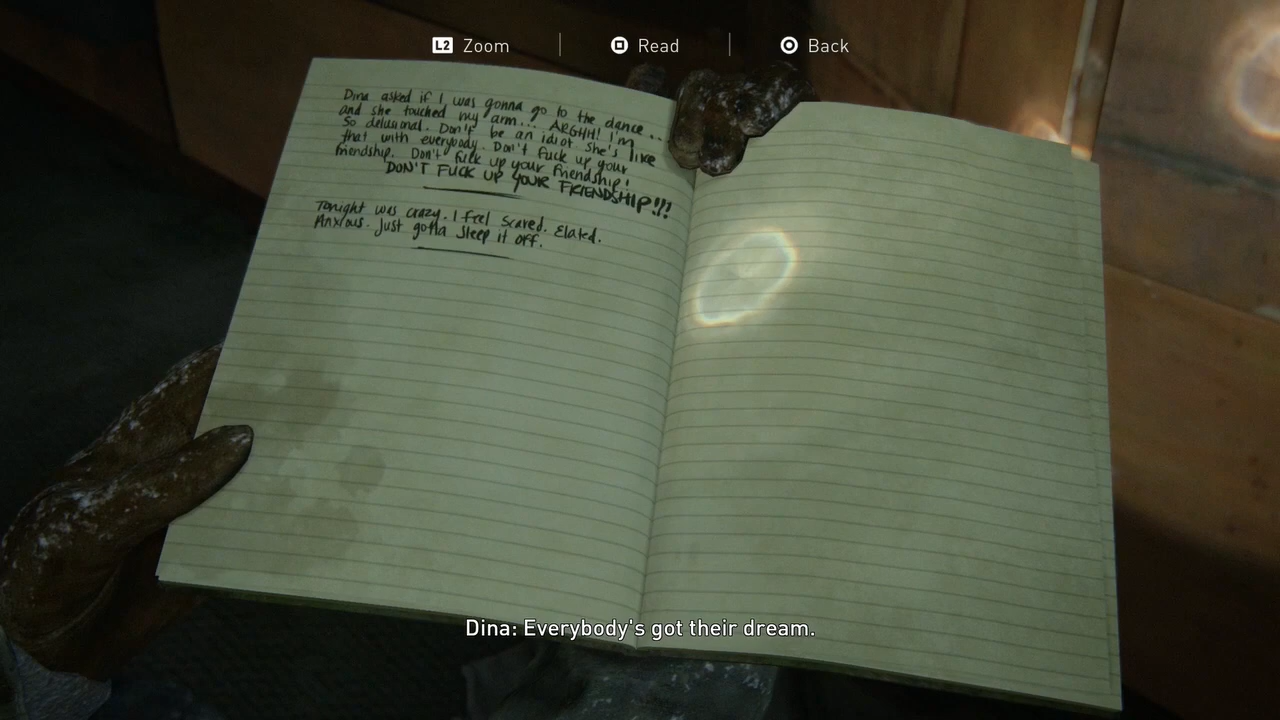 L2 Zoom | Read | Back
Dina asked if I was gonna go to the dance...
and she touched my arm... ARGHH! I'm
so delusional. Don't be an idiot. She's like
that with everybody. Don't fuck up your
friendship. Don't fuck up your friendship!
DON'T FUCK UP YOUR FRIENDSHIP!!!
Tonight was crazy. I feel scared. Elated.
Anxious. Just gotta sleep it off.
Dina: Everybody's got their dream.